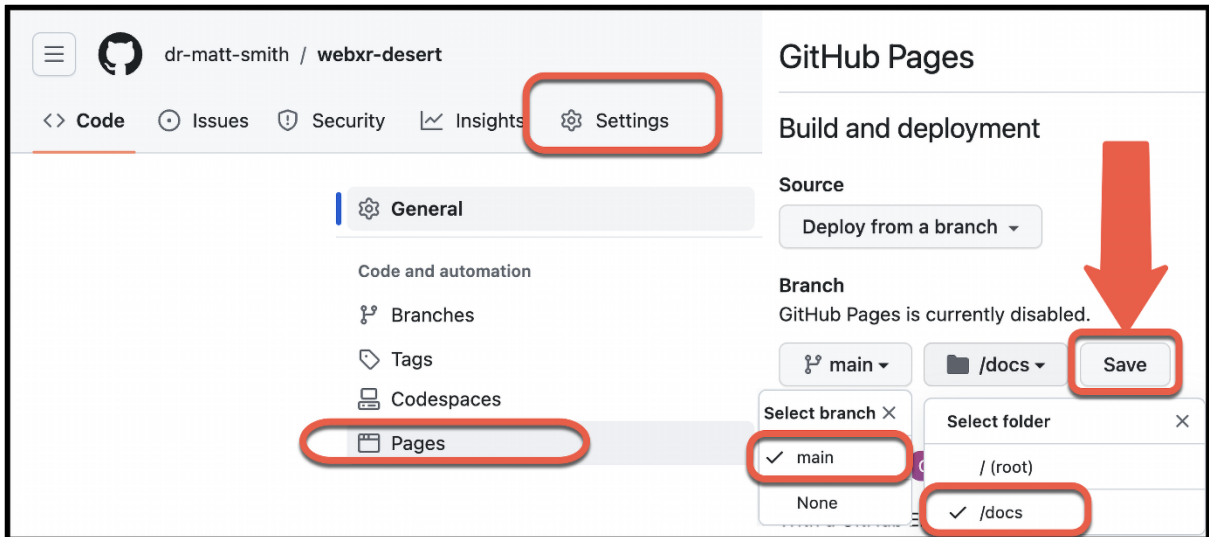 dr-matt-smith / webxr-desert
Code Issues Security Insights Settings
General
Code and automation
Branches
Tags
Codespaces
Pages
GitHub Pages
Build and deployment
Source
Deploy from a branch
Branch
GitHub Pages is currently disabled.
main /docs Save
Select branch
main
None
Select folder
/ (root)
/docs